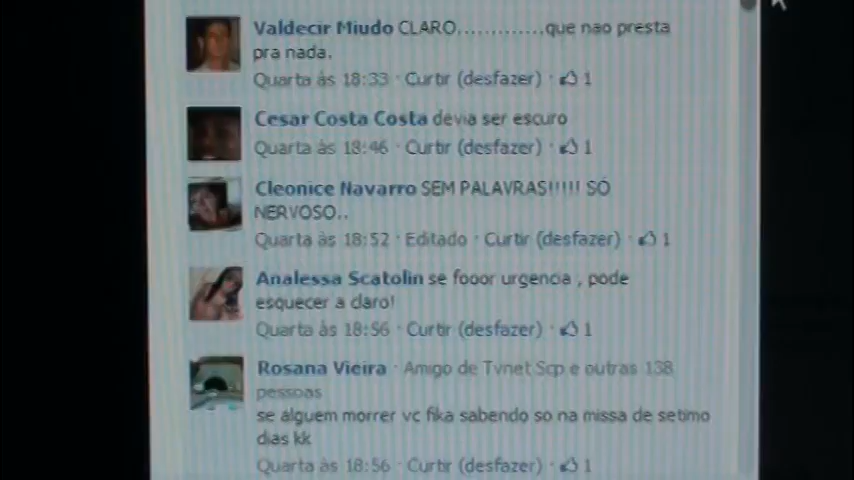 Valdecir Miudo CLARO.............que nao presta
pra nada.
Quarta às 18:33 · Curtir (desfazer) · 1
Cesar Costa Costa devia ser escuro
Quarta às 18:46 · Curtir (desfazer) · 1
Cleonice Navarro SEM PALAVRAS!!!!! SÓ
NERVOSO..
Quarta às 18:52 · Editado · Curtir (desfazer) · 1
Analessa Scatolin se fooor urgencia , pode
esquecer a claro!
Quarta às 18:56 · Curtir (desfazer) · 1
Rosana Vieira · Amigo de Tvnet Scp e outras 138
pessoas
se alguem morrer vc fika sabendo so na missa de setimo
dias kk
Quarta às 18:56 · Curtir (desfazer) · 1